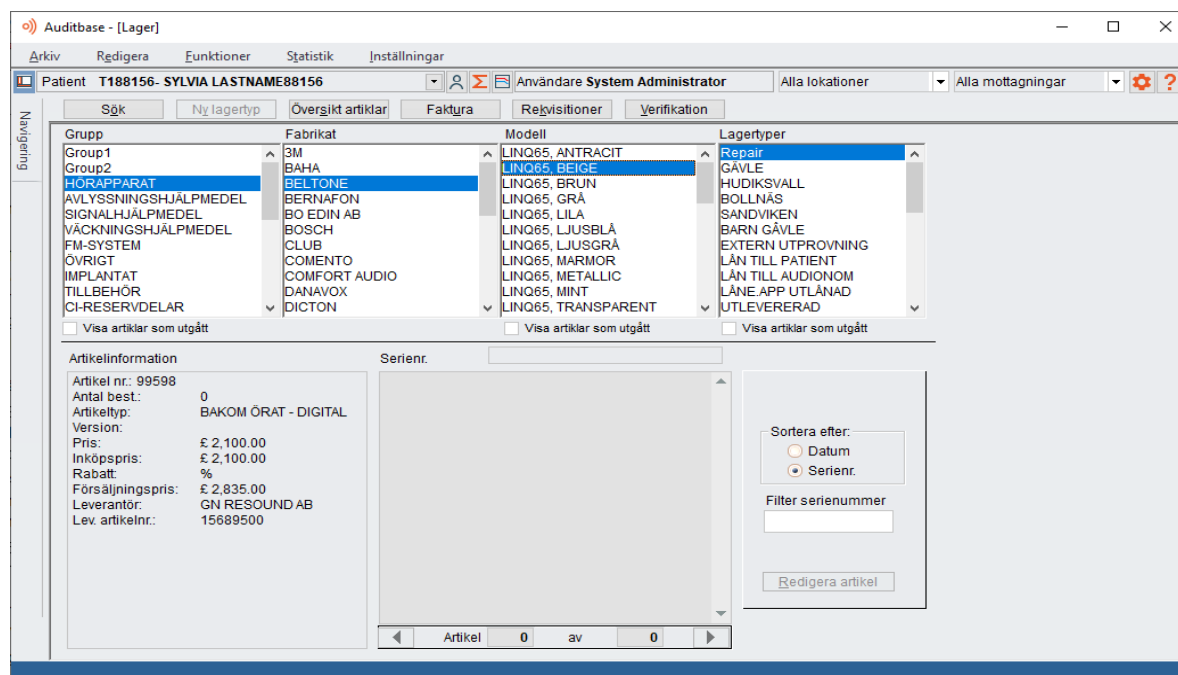 Auditbase - [Lager]
Arkiv Redigera Funktioner Statistik Inställningar
Patient T188156- SYLVIA LASTNAME88156 Användare System Administrator Alla lokationer Alla mottagningar ?
Navigering
Sök Ny lagertyp Översikt artiklar Faktura Rekvisitioner Verifikation
Grupp Fabrikat Modell Lagertyper
Group1 3M LINQ65, ANTRACIT Repair
Group2 BAHA LINQ65, BEIGE GÄVLE
HÖRAPPARAT BELTONE LINQ65, BRUN HUDIKSVALL
AVLYSSNINGSHJÄLPMEDEL BERNAFON LINQ65, GRÅ BOLLNÄS
SIGNALHJÄLPMEDEL BO EDIN AB LINQ65, LILA SANDVIKEN
VÄCKNINGSHJÄLPMEDEL BOSCH LINQ65, LJUSBLÅ BARN GÄVLE
FM-SYSTEM CLUB LINQ65, LJUSGRÅ EXTERN UTPROVNING
ÖVRIGT COMENTO LINQ65, MARMOR LÅN TILL PATIENT
IMPLANTAT COMFORT AUDIO LINQ65, METALLIC LÅN TILL AUDIONOM
TILLBEHÖR DANAVOX LINQ65, MINT LÅNE.APP UTLÅNAD
CI-RESERVDELAR DICTON LINQ65, TRANSPARENT UTLEVERERAD
Visa artiklar som utgått Visa artiklar som utgått Visa artiklar som utgått
Artikelinformation Serienr.
Artikel nr.: 99598
Antal best.: 0
Artikeltyp: BAKOM ÖRAT - DIGITAL
Version:
Pris: £ 2,100.00
Inköpspris: £ 2,100.00
Rabatt: %
Försäljningspris: £ 2,835.00
Leverantör: GN RESOUND AB
Lev. artikelnr.: 15689500
Sortera efter:
Datum
Serienr.
Filter serienummer
Redigera artikel
Artikel 0 av 0